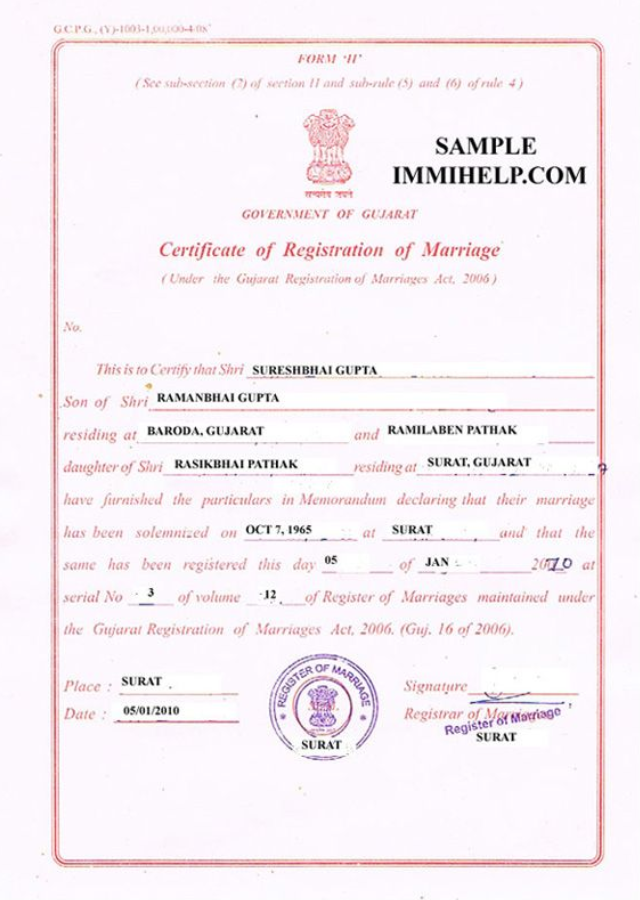 G.C.P.G., (Y)-1003-1,00,000-4-08
FORM 'II'
(See sub-section (2) of section 11 and sub-rule (5) and (6) of rule 4)
SAMPLE
IMMIHELP.COM
सत्यमेव जयते
GOVERNMENT OF GUJARAT
Certificate of Registration of Marriage
(Under the Gujarat Registration of Marriages Act, 2006)
No.
This is to Certify that Shri SURESHBHAI GUPTA
Son of Shri RAMANBHAI GUPTA
residing at BARODA, GUJARAT and RAMILABEN PATHAK
daughter of Shri RASIKBHAI PATHAK residing at SURAT, GUJARAT
have furnished the particulars in Memorandum declaring that their marriage
has been solemnized on OCT 7, 1965 at SURAT and that the
same has been registered this day 05 of JAN 2010 at
serial No 3 of volume 12 of Register of Marriages maintained under
the Gujarat Registration of Marriages Act, 2006. (Guj. 16 of 2006).
Place : SURAT
Signature
Date : 05/01/2010
Registrar of Marriage
REGISTER OF MARRIAGE
SURAT
Register of Marriage
SURAT